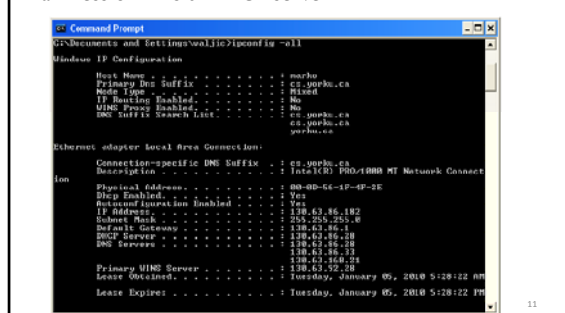 Command Prompt
C:\Documents and Settings\waljic>ipconfig -all
Windows IP Configuration
Host Name . . . . . . . . . . . . : marho
Primary Dns Suffix . . . . . . . : cs.yorku.ca
Node Type . . . . . . . . . . . . : Mixed
IP Routing Enabled. . . . . . . . : No
WINS Proxy Enabled. . . . . . . . : No
DNS Suffix Search List. . . . . . : cs.yorku.ca
cs.yorku.ca
yorku.ca
Ethernet adapter Local Area Connection:
Connection-specific DNS Suffix . : cs.yorku.ca
Description . . . . . . . . . . . : Intel(R) PRO/1000 MT Network Connect
ion
Physical Address. . . . . . . . . : 00-0D-56-1F-4F-2E
Dhcp Enabled. . . . . . . . . . . : Yes
Autoconfiguration Enabled . . . . : Yes
IP Address. . . . . . . . . . . . : 130.63.86.182
Subnet Mask . . . . . . . . . . . : 255.255.255.0
Default Gateway . . . . . . . . . : 130.63.86.1
DHCP Server . . . . . . . . . . . : 130.63.86.28
DNS Servers . . . . . . . . . . . : 130.63.86.28
130.63.86.33
130.63.168.21
Primary WINS Server . . . . . . . : 130.63.92.28
Lease Obtained. . . . . . . . . . : Tuesday, January 05, 2010 5:28:22 AM
Lease Expires . . . . . . . . . . : Tuesday, January 05, 2010 5:28:22 PM
11